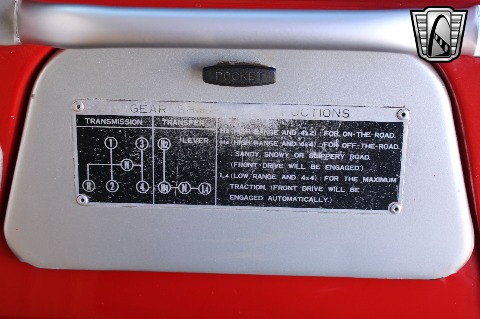 POCKET
GEAR
TRANSMISSION TRANSFER
LEVER
1 3
N
R 2 4
H2
H4 N L4
H2 (HIGH RANGE AND 4x2) : FOR ON-THE-ROAD.
H4 (HIGH RANGE AND 4x4) : FOR OFF-THE-ROAD.
SANDY, SNOWY OR SLIPPERY ROAD.
(FRONT DRIVE WILL BE ENGAGED.)
L4 (LOW RANGE AND 4x4) : FOR THE MAXIMUM
TRACTION. (FRONT DRIVE WILL BE
ENGAGED AUTOMATICALLY.)